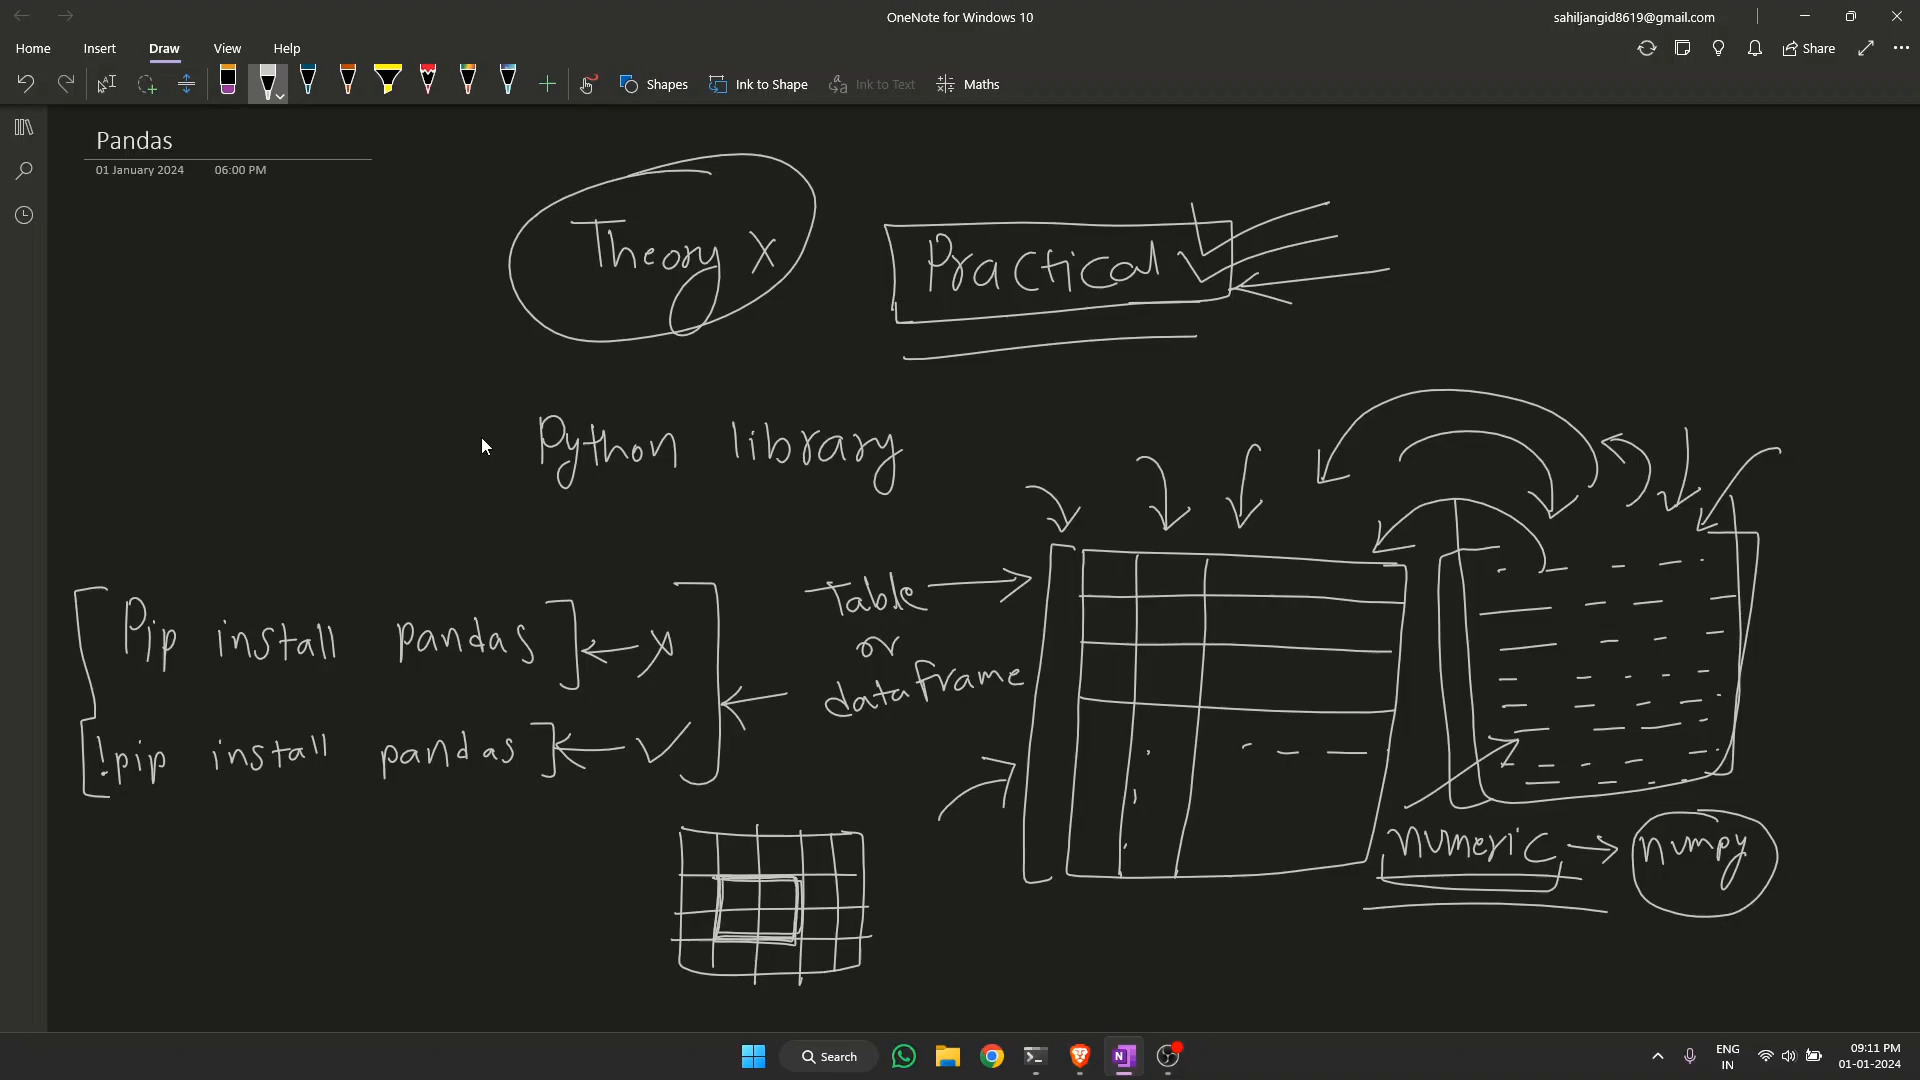 OneNote for Windows 10
sahiljangid8619@gmail.com
Home Insert Draw View Help
Share
Shapes Ink to Shape Ink to Text Maths
Pandas
01 January 2024 06:00 PM
Theory X
Practical
Python library
Pip install pandas
X
!pip install pandas
Table
or
dataframe
numeric
numpy
Search
ENG
IN
09:11 PM
01-01-2024